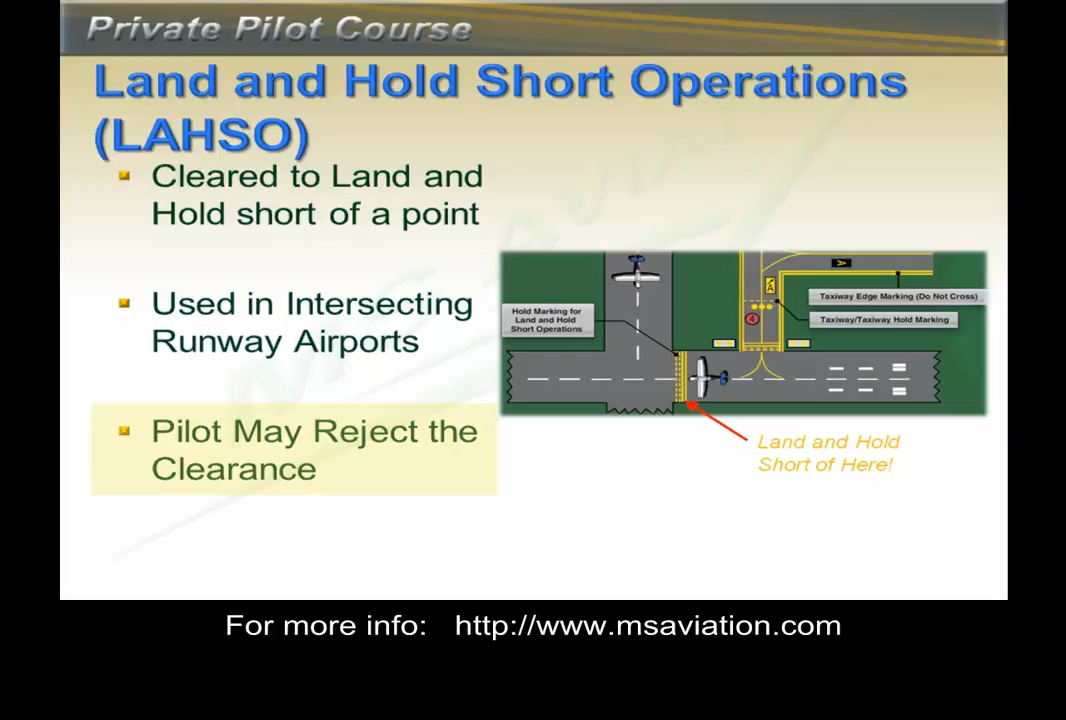 Private Pilot Course
Land and Hold Short Operations
(LAHSO)
Cleared to Land and
Hold short of a point
Used in Intersecting
Runway Airports
Pilot May Reject the
Clearance
Hold Marking for
Land and Hold
Short Operations
A
Taxiway Edge Marking (Do Not Cross)
Taxiway/Taxiway Hold Marking
4
Land and Hold
Short of Here!
For more info: http://www.msaviation.com